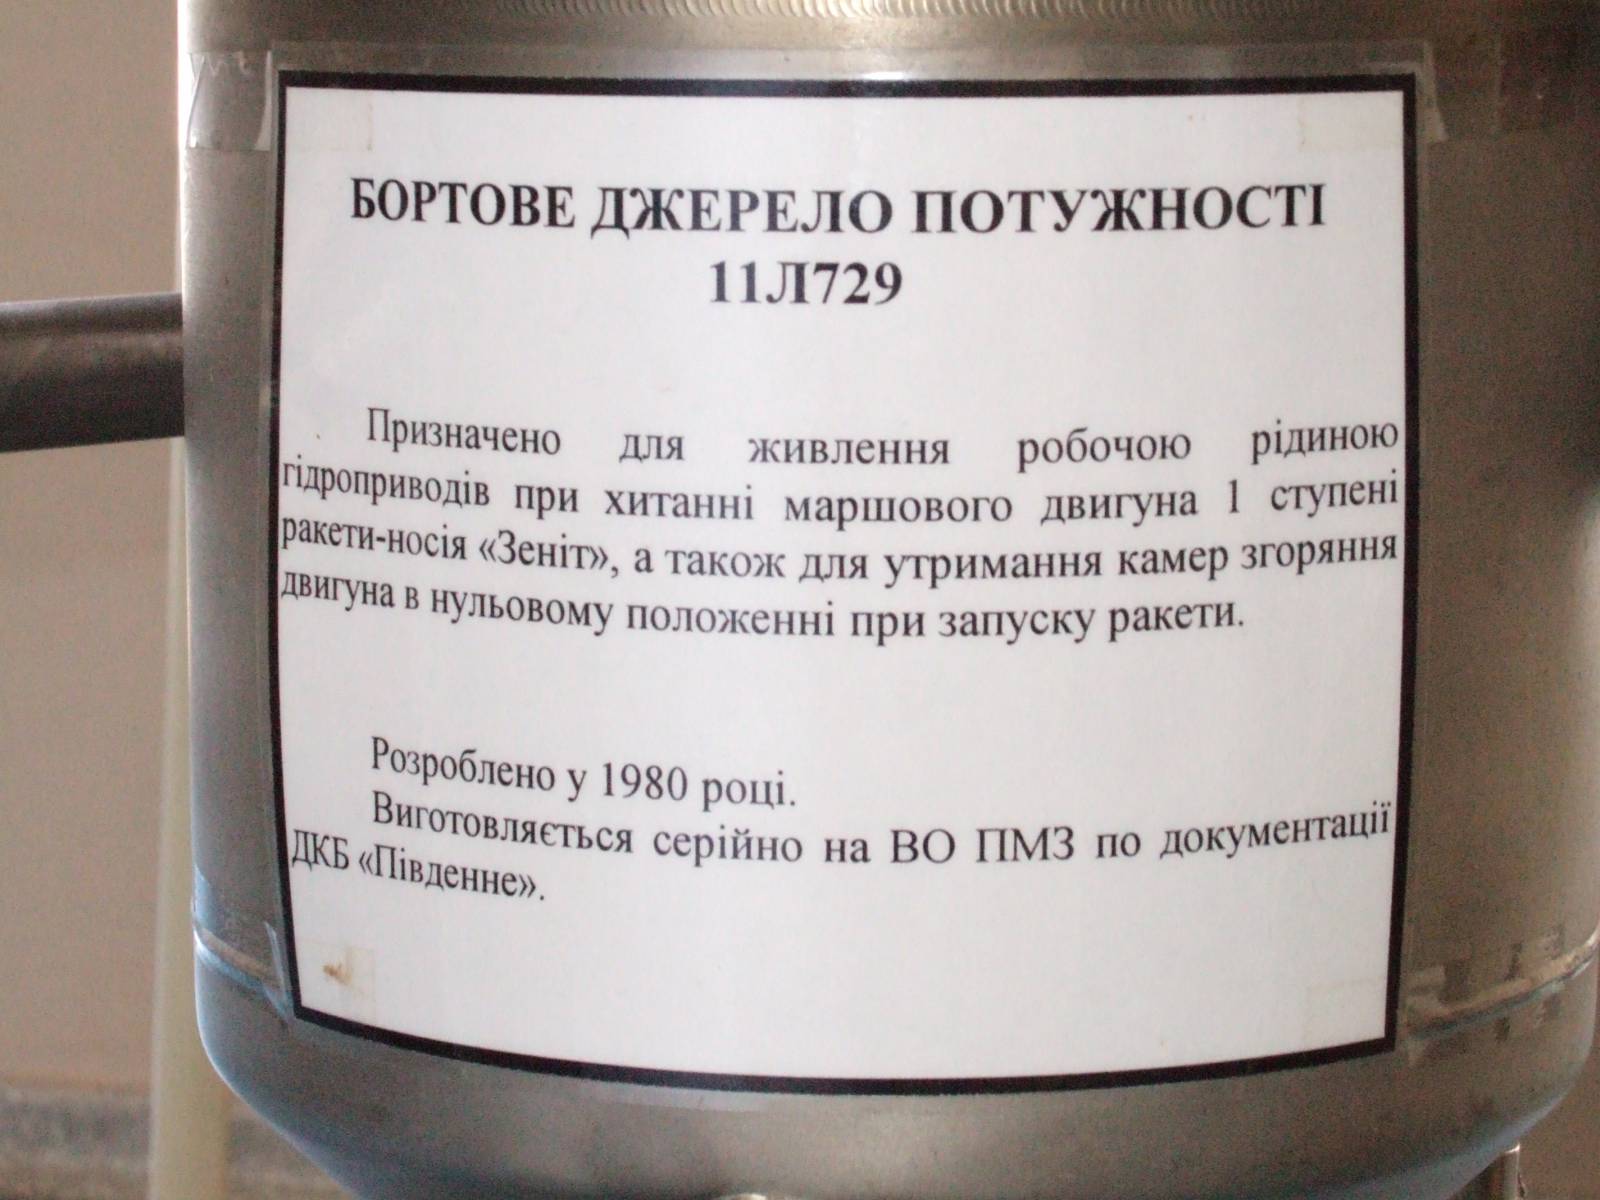 БОРТОВЕ ДЖЕРЕЛО ПОТУЖНОСТІ
11Л729
Призначено для живлення робочою рідиною
гідроприводів при хитанні маршового двигуна 1 ступені
ракети-носія «Зеніт», а також для утримання камер згоряння
двигуна в нульовому положенні при запуску ракети.
Розроблено у 1980 році.
Виготовляється серійно на ВО ПМЗ по документації
ДКБ «Південне».